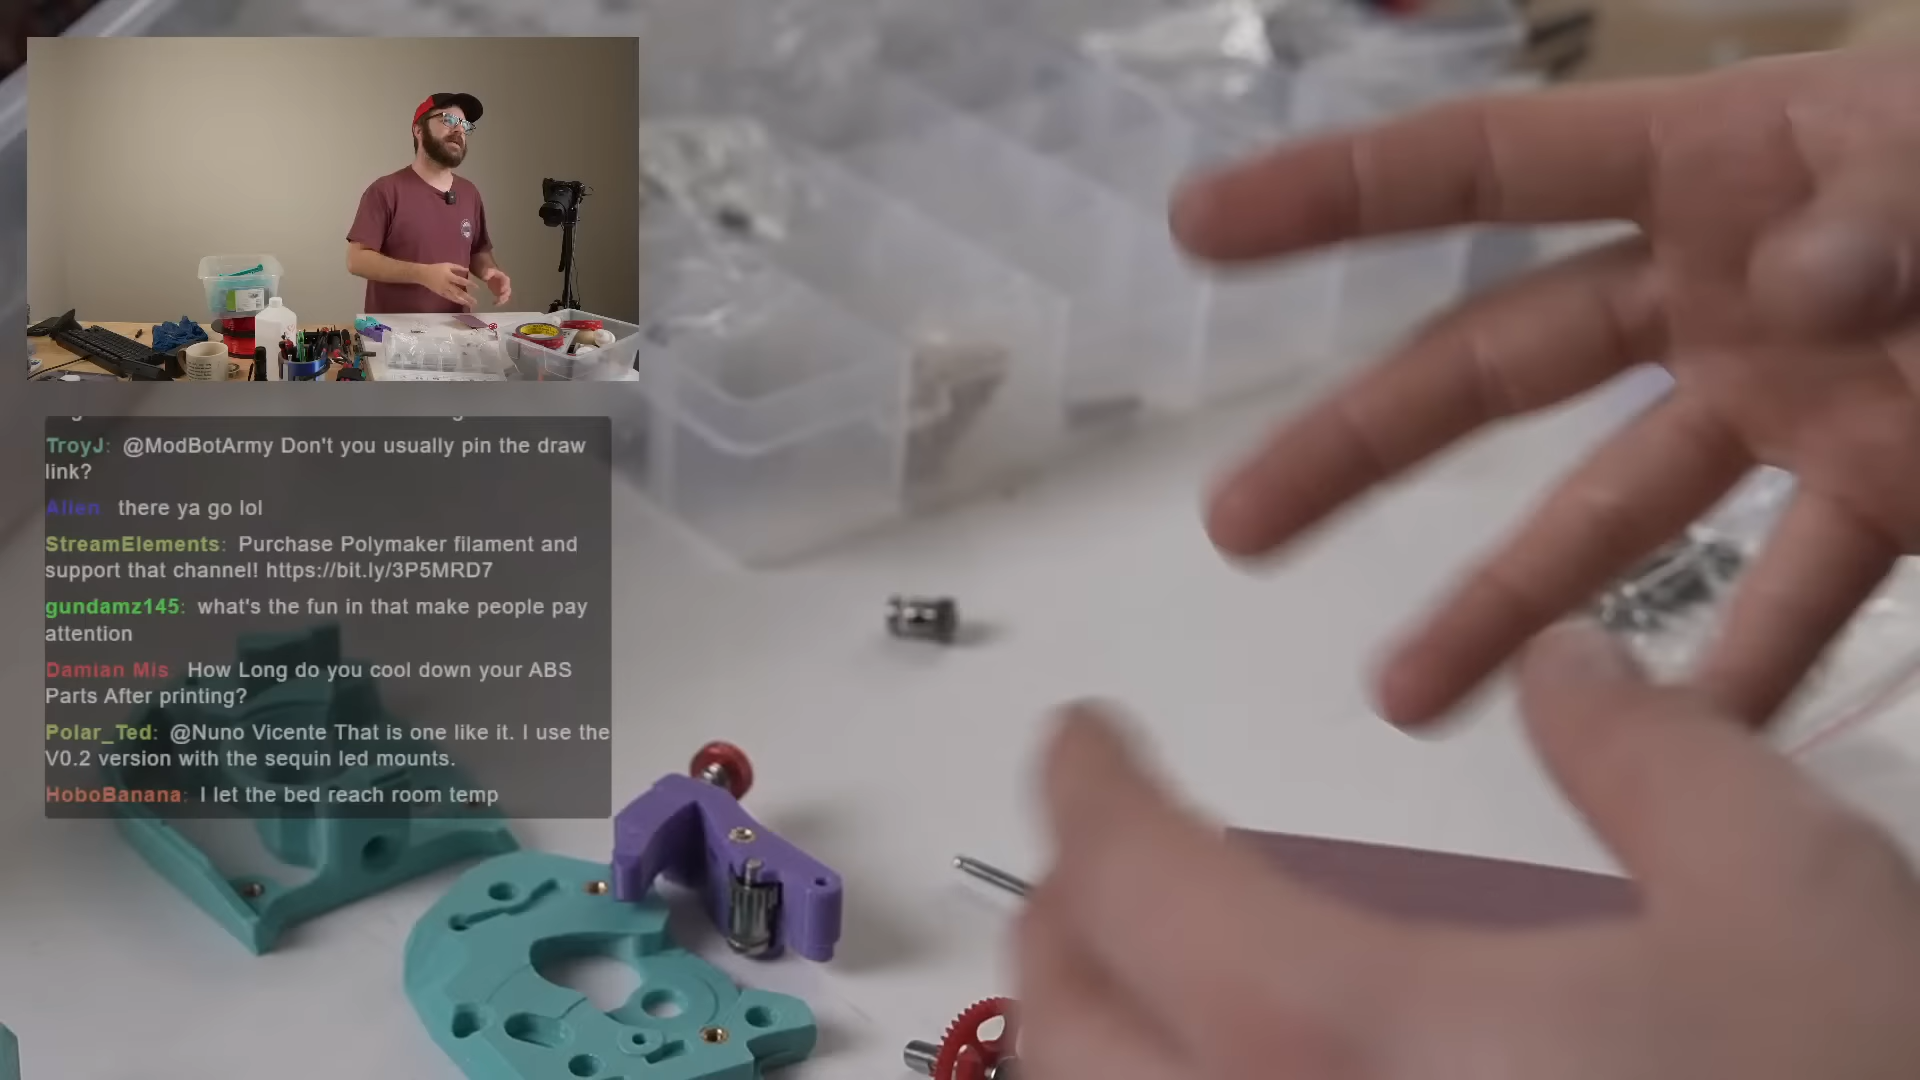 TroyJ: @ModBotArmy Don't you usually pin the draw
link?
Allen: there ya go lol
StreamElements: Purchase Polymaker filament and
support that channel! https://bit.ly/3P5MRD7
gundamz145: what's the fun in that make people pay
attention
Damian Mis: How Long do you cool down your ABS
Parts After printing?
Polar_Ted: @Nuno Vicente That is one like it. I use the
V0.2 version with the sequin led mounts.
HoboBanana: I let the bed reach room temp